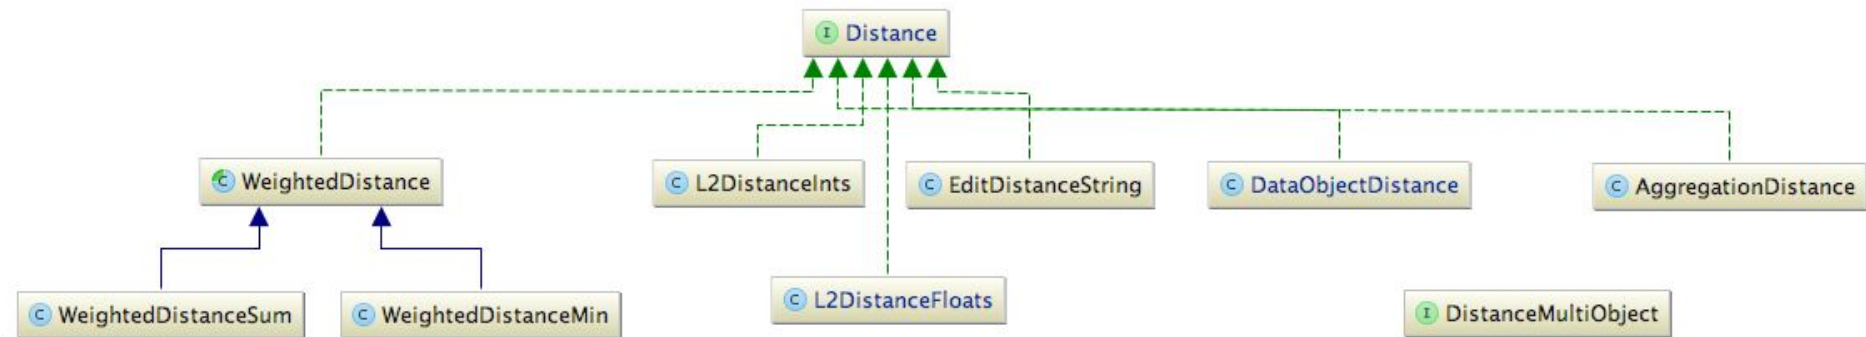 I Distance
C WeightedDistance
C L2DistanceInts
C EditDistanceString
C DataObjectDistance
C AggregationDistance
C WeightedDistanceSum
C WeightedDistanceMin
C L2DistanceFloats
I DistanceMultiObject